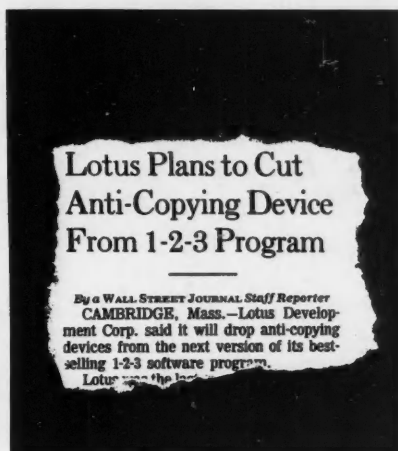 Lotus Plans to Cut
Anti-Copying Device
From 1-2-3 Program
By a WALL STREET JOURNAL Staff Reporter
CAMBRIDGE, Mass.—Lotus Develop-
ment Corp. said it will drop anti-copying
devices from the next version of its best-
selling 1-2-3 software program.
Lotus was the